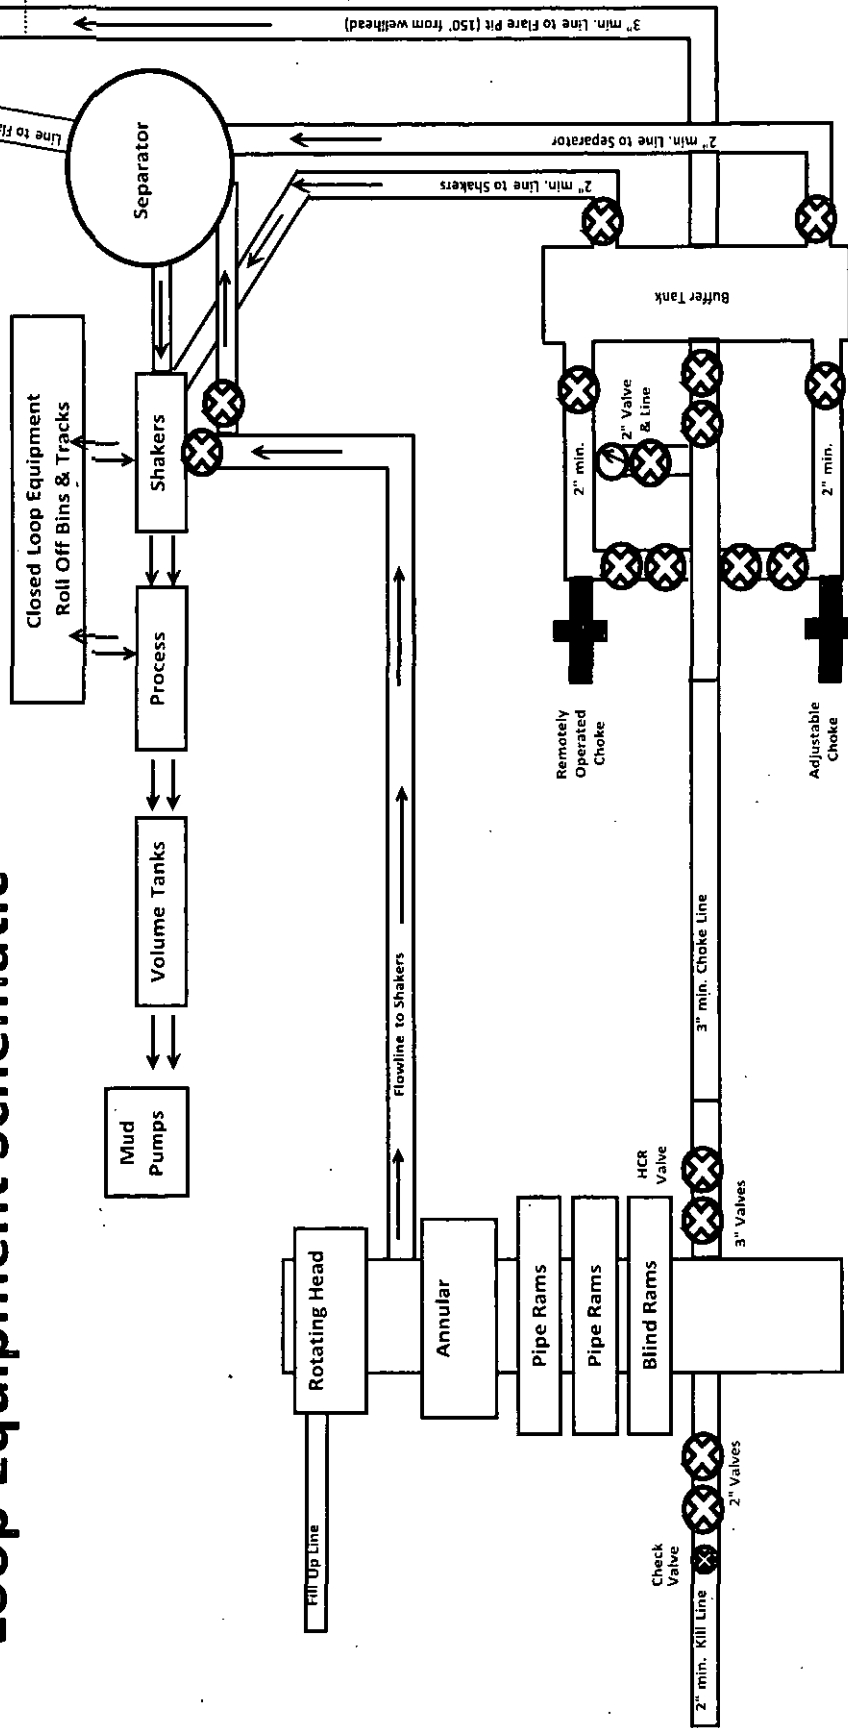 Loop Equipment Schematic
Closed Loop Equipment
Roll Off Bins & Tracks
Mud
Pumps
Volume Tanks
Process
Shakers
Separator
Line to
Fill Up Line
Rotating Head
Flowline to Shakers
Annular
Pipe Rams
Pipe Rams
Blind Rams
HCR
Valve
3" Valves
Check
Valve
2" min. Kill Line
2" Valves
3" min. Choke Line
Remotely
Operated
Choke
Adjustable
Choke
2" min.
2" Valve
& Line
2" min.
Buffer Tank
2" min. Line to Shakers
2" min. Line to Separator
3" min. Line to Flare Pit (150' from wellhead)